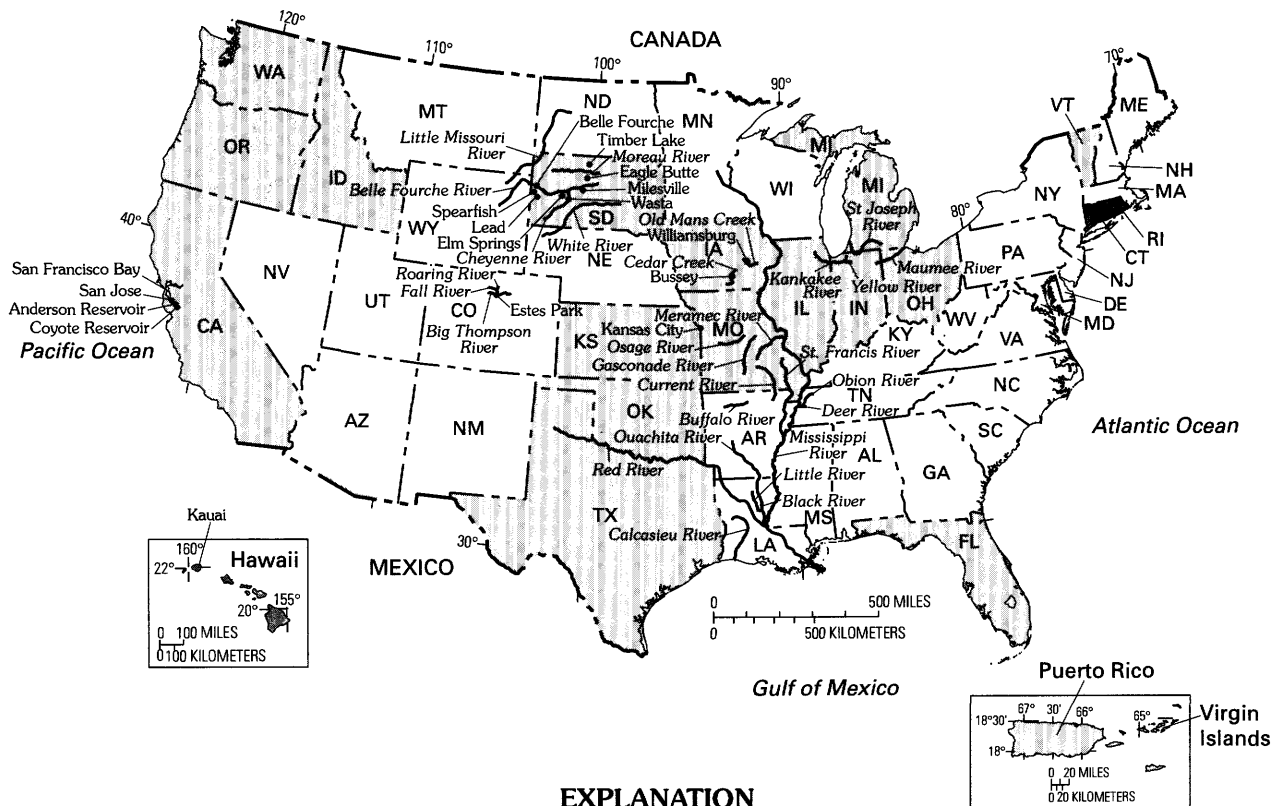 120°
110°
CANADA
100°
90°
70°
WA
MT
ND
MN
VT
ME
Belle Fourche
Timber Lake
Moreau River
Eagle Butte
Milesville
Wasta
Little Missouri
River
OR
ID
Belle Fourche River
Spearfish
Lead
Elm Springs
Cheyenne River
White River
SD
WY
NE
MI
WI
MI
St Joseph
River
80°
NY
NH
MA
RI
CT
NJ
PA
DE
MD
40°
Old Mans Creek
Williamsburg
IA
Cedar Creek
Bussey
Kankakee
River
Yellow River
Maumee River
OH
IL
IN
WV
VA
KY
San Francisco Bay
San Jose
Anderson Reservoir
Coyote Reservoir
Pacific Ocean
CA
NV
UT
Roaring River
Fall River
CO
Estes Park
Big Thompson
River
KS
Meramec River
Kansas City
MO
Osage River
Gasconade River
Current River
St. Francis River
Obion River
TN
Deer River
NC
AZ
NM
OK
Buffalo River
Ouachita River
AR
Mississippi
River
Little River
Black River
AL
GA
SC
Atlantic Ocean
Red River
TX
Calcasieu River
LA
MS
FL
30°
MEXICO
Kauai
160°
Hawaii
22°
20°
155°
0 100 MILES
0 100 KILOMETERS
0 500 MILES
0 500 KILOMETERS
Gulf of Mexico
Puerto Rico
Virgin
Islands
67° 30' 66° 65°
18°30'
18°
0 20 MILES
0 20 KILOMETERS
EXPLANATION